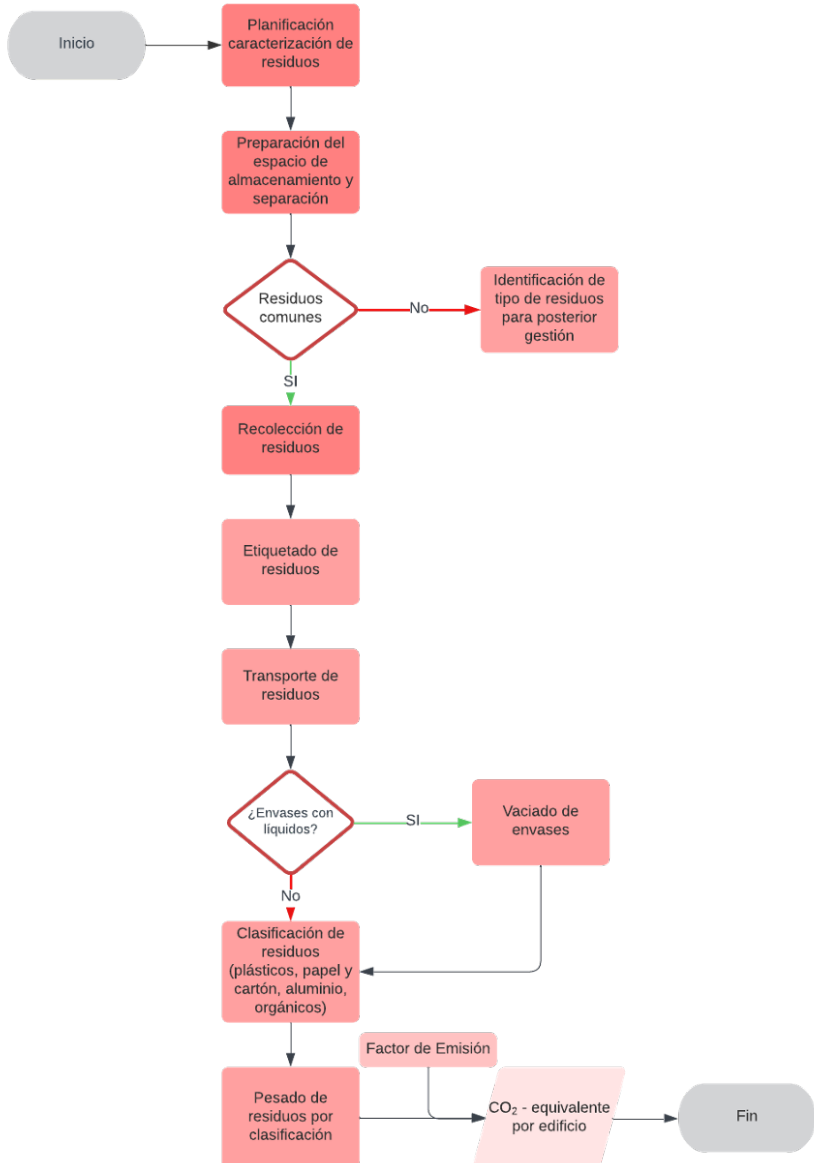 Inicio
Planificación
caracterización de
residuos
Preparación del
espacio de
almacenamiento y
separación
Residuos
comunes
No
Identificación de
tipo de residuos
para posterior
gestión
SI
Recolección de
residuos
Etiquetado de
residuos
Transporte de
residuos
¿Envases con
líquidos?
SI
Vaciado de
envases
No
Clasificación de
residuos
(plásticos, papel y
cartón, aluminio,
orgánicos)
Factor de Emisión
Pesado de
residuos por
clasificación
CO₂ - equivalente
por edificio
Fin